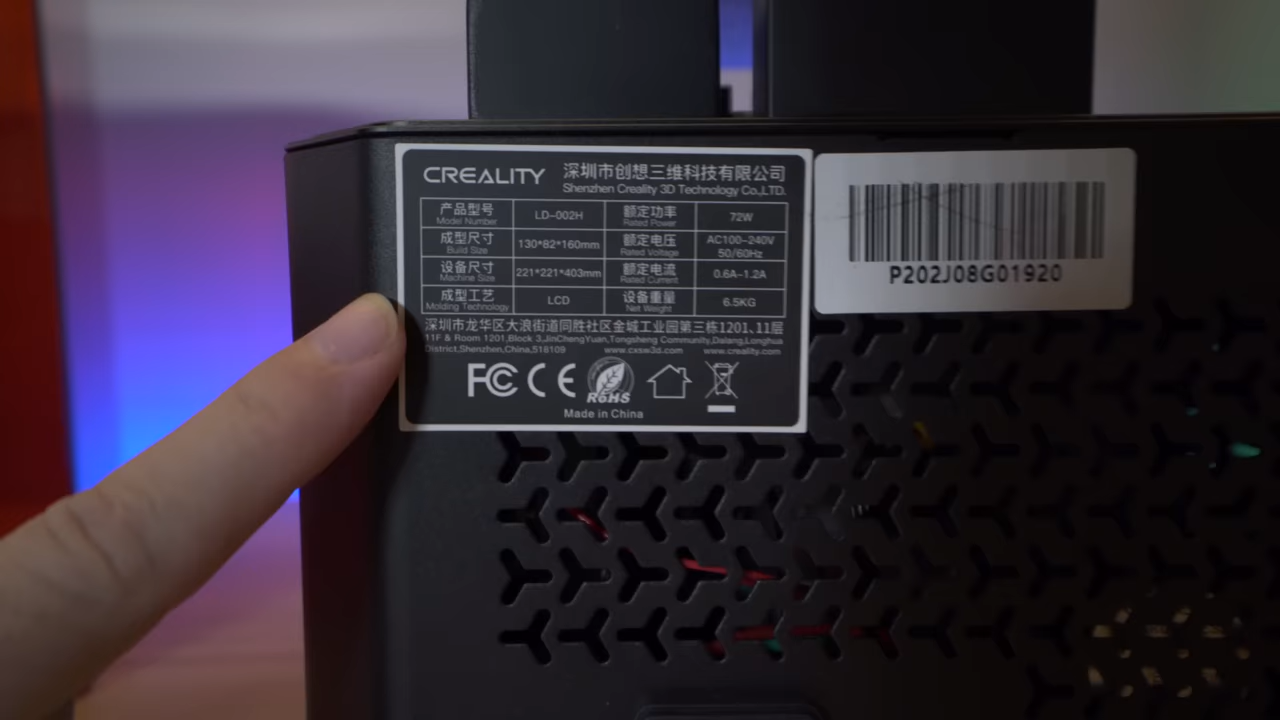 CREALITY 深圳市创想三维科技有限公司
Shenzhen Creality 3D Technology Co.,LTD.
产品型号 LD-002H 额定功率 72W
Model Number Rated Power
成型尺寸 130*82*160mm 额定电压 AC100-240V
Build Size Rated Voltage 50/60Hz
设备尺寸 221*221*403mm 额定电流 0.6A-1.2A
Machine Size Rated Current
成型工艺 LCD 设备重量 6.5KG
Molding Technology Net Weight
深圳市龙华区大浪街道同胜社区金城工业园第三栋1201、11层
11F & Room 1201,Block 3,JinChengYuan,Tongsheng Community,Dalang,Longhua
District,Shenzhen,China,518109 www.cxsw3d.com www.creality.com
FC CE RoHS
Made in China
P202J08G01920